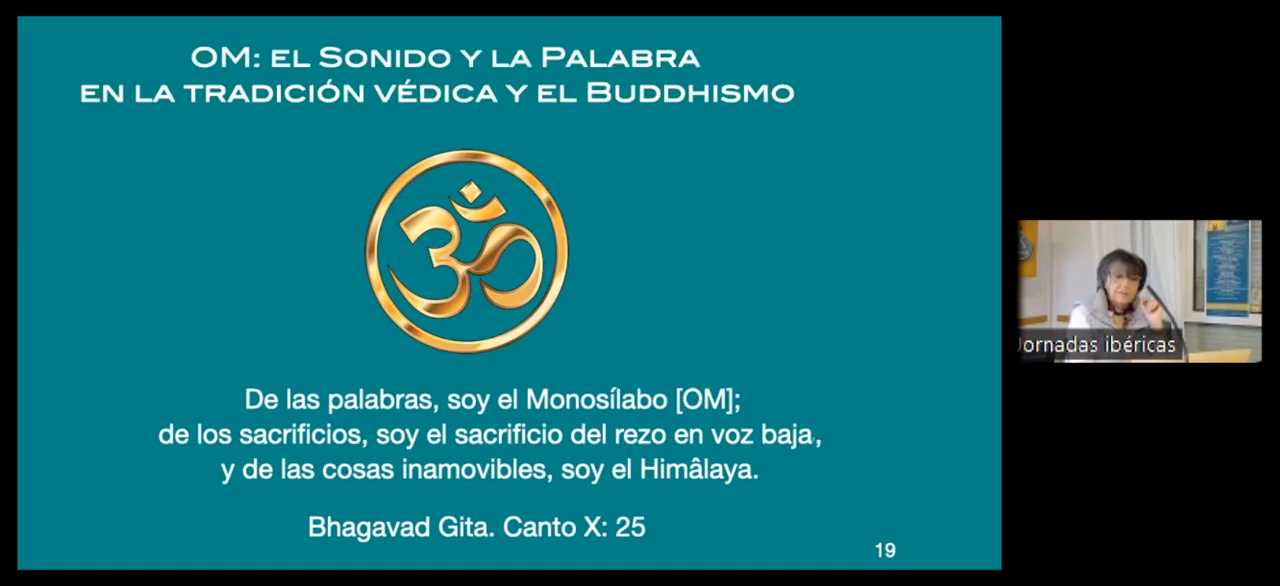 OM: EL SONIDO Y LA PALABRA
EN LA TRADICIÓN VÉDICA Y EL BUDDHISMO
ॐ
De las palabras, soy el Monosílabo [OM];
de los sacrificios, soy el sacrificio del rezo en voz baja,
y de las cosas inamovibles, soy el Himâlaya.
Bhagavad Gita. Canto X: 25
19
Jornadas ibéricas